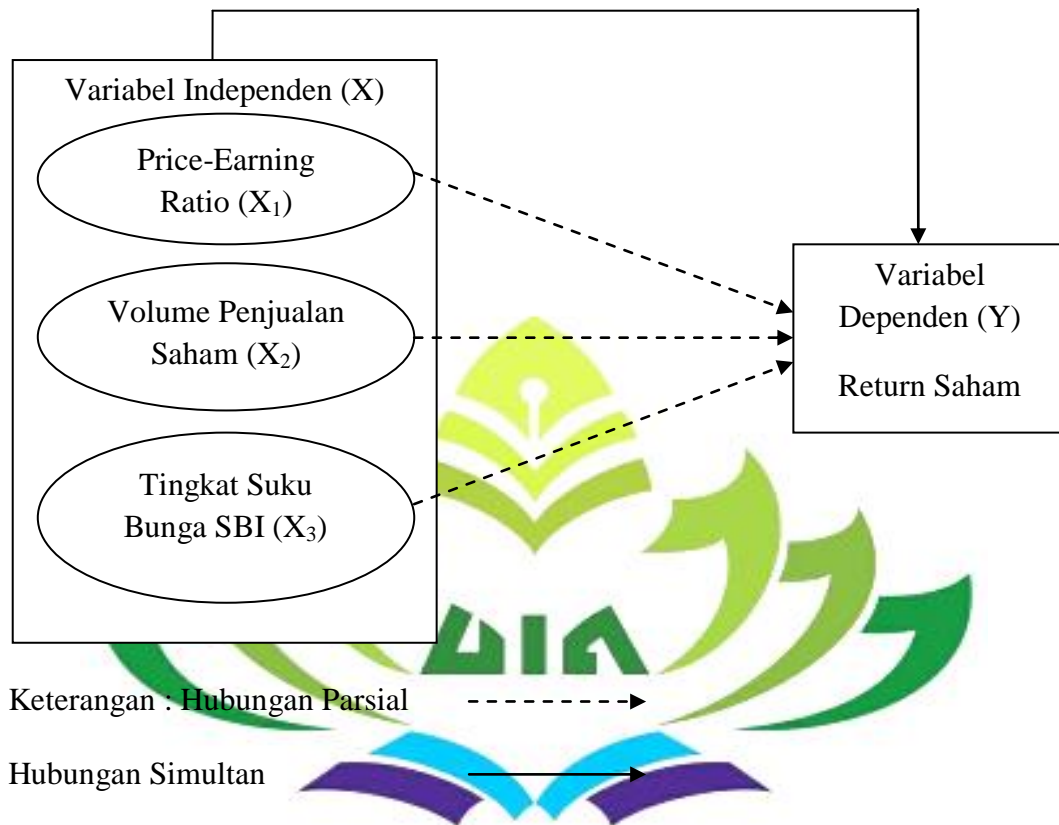 Variabel Independen (X)
Price-Earning
Ratio (X₁)
Volume Penjualan
Saham (X₂)
Tingkat Suku
Bunga SBI (X₃)
Variabel
Dependen (Y)
Return Saham
UIN
Keterangan : Hubungan Parsial
Hubungan Simultan